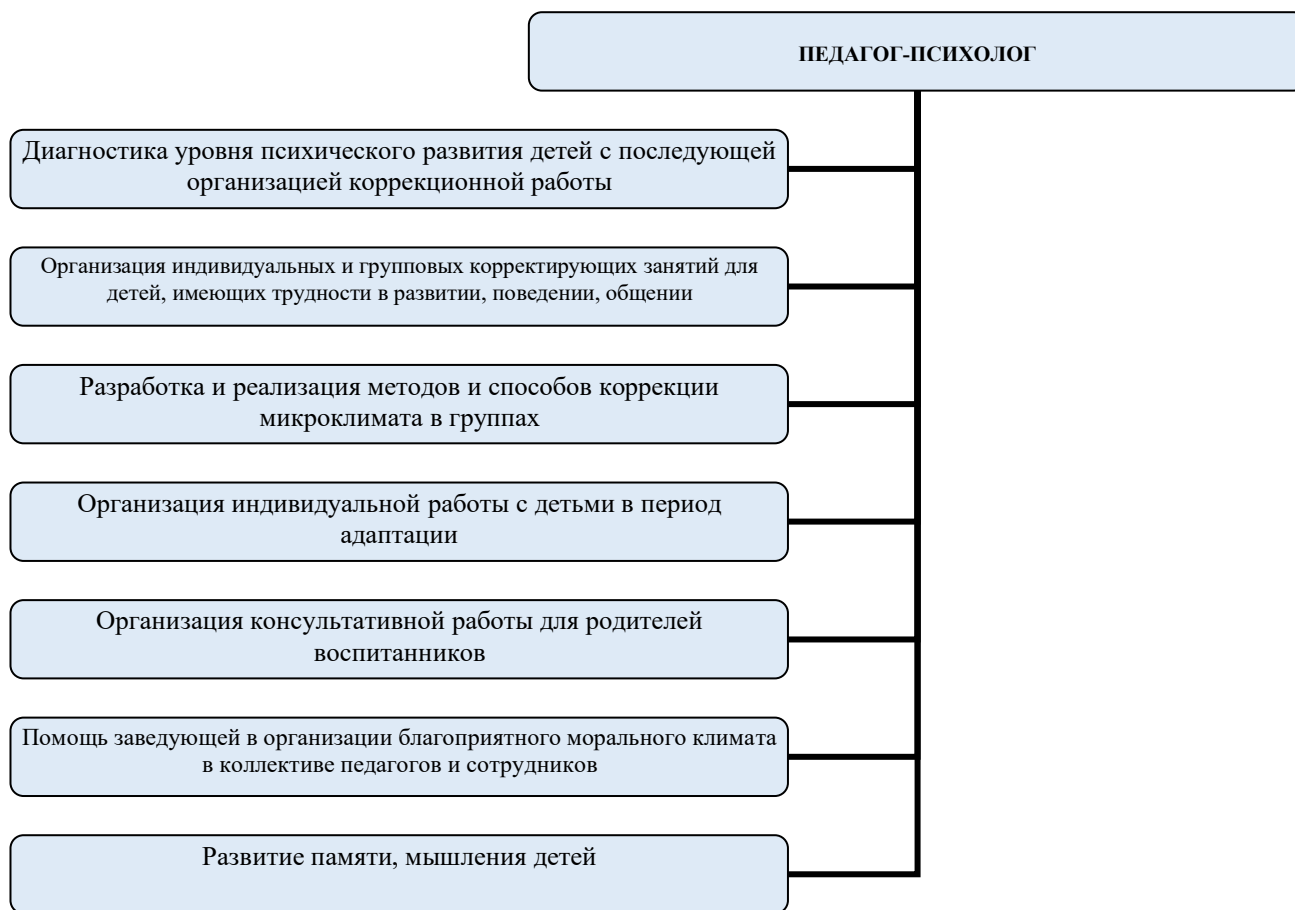 ПЕДАГОГ-ПСИХОЛОГ
Диагностика уровня психического развития детей с последующей
организацией коррекционной работы
Организация индивидуальных и групповых корректирующих занятий для
детей, имеющих трудности в развитии, поведении, общении
Разработка и реализация методов и способов коррекции
микроклимата в группах
Организация индивидуальной работы с детьми в период
адаптации
Организация консультативной работы для родителей
воспитанников
Помощь заведующей в организации благоприятного морального климата
в коллективе педагогов и сотрудников
Развитие памяти, мышления детей